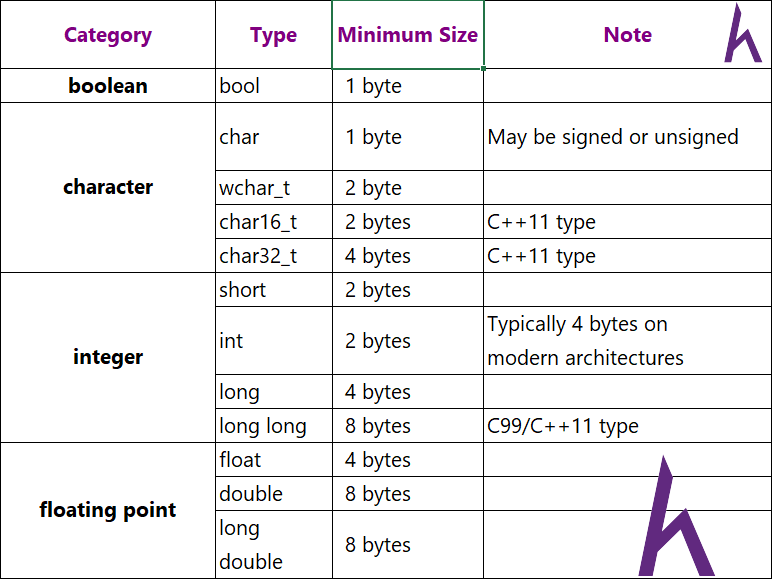 Category Type Minimum Size Note
boolean bool 1 byte
character char 1 byte May be signed or unsigned
wchar_t 2 byte
char16_t 2 bytes C++11 type
char32_t 4 bytes C++11 type
integer short 2 bytes
int 2 bytes Typically 4 bytes on
modern architectures
long 4 bytes
long long 8 bytes C99/C++11 type
floating point float 4 bytes
double 8 bytes
long
double 8 bytes